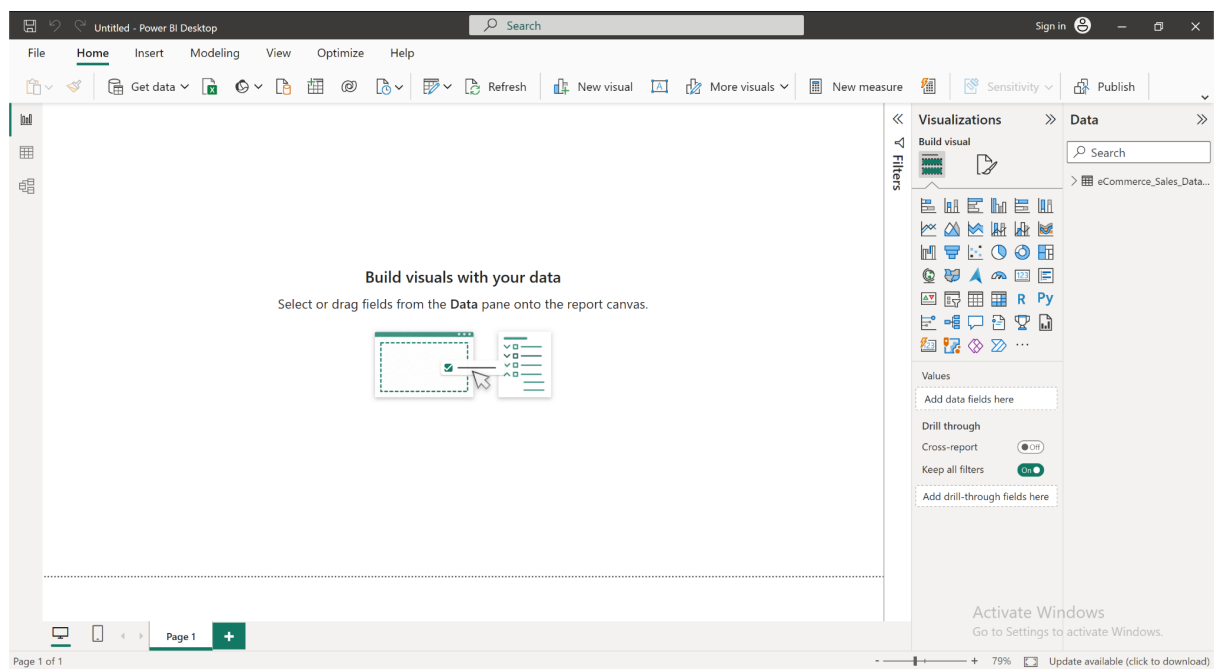 Untitled - Power BI Desktop
Search
Sign in
File Home Insert Modeling View Optimize Help
Get data
Refresh
New visual
A
More visuals
New measure
Sensitivity
Publish
Filters
Visualizations
Build visual
123
R Py
123
...
Values
Add data fields here
Drill through
Cross-report
Off
Keep all filters
On
Add drill-through fields here
Data
Search
eCommerce_Sales_Data...
Build visuals with your data
Select or drag fields from the Data pane onto the report canvas.
Activate Windows
Go to Settings to activate Windows.
Page 1
+
Page 1 of 1
- + 79%
Update available (click to download)